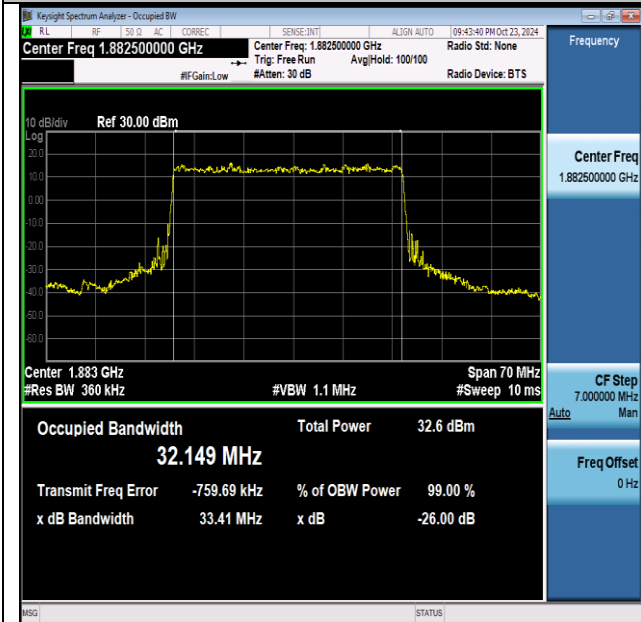 Keysight Spectrum Analyzer - Occupied BW
RL RF 50 Ω AC CORREC SENSE:INT ALIGN AUTO 09:43:40 PM Oct 23, 2024
Center Freq 1.882500000 GHz
Center Freq: 1.882500000 GHz Radio Std: None
Trig: Free Run Avg|Hold: 100/100
#IFGain:Low #Atten: 30 dB Radio Device: BTS
Frequency
10 dB/div Ref 30.00 dBm
Log
20.0
10.0
0.00
-10.0
-20.0
-30.0
-40.0
-50.0
-60.0
Center Freq
1.882500000 GHz
Center 1.883 GHz Span 70 MHz
#Res BW 360 kHz #VBW 1.1 MHz #Sweep 10 ms
CF Step
7.000000 MHz
Auto Man
Occupied Bandwidth Total Power 32.6 dBm
32.149 MHz
Transmit Freq Error -759.69 kHz % of OBW Power 99.00 %
x dB Bandwidth 33.41 MHz x dB -26.00 dB
Freq Offset
0 Hz
MSG STATUS